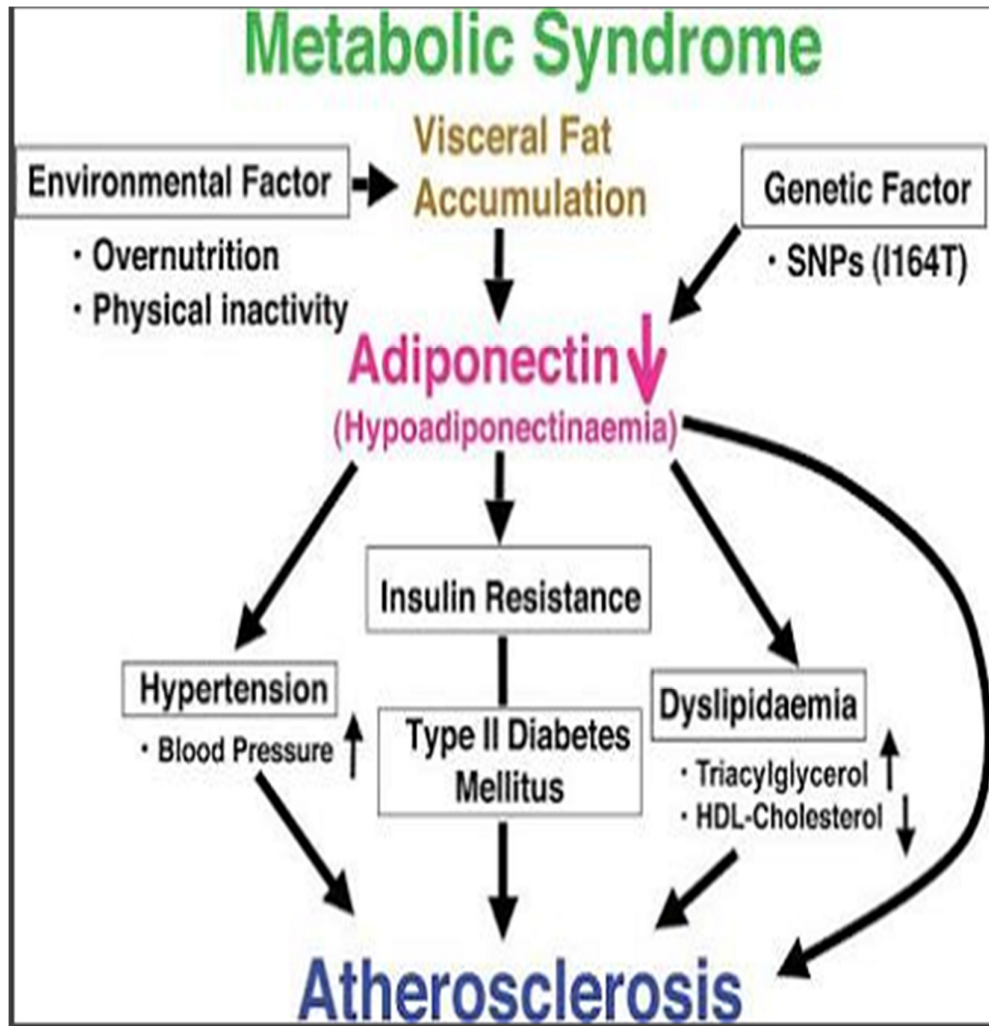 Metabolic Syndrome
Visceral Fat
Accumulation
Environmental Factor
· Overnutrition
· Physical inactivity
Genetic Factor
· SNPs (I164T)
Adiponectin
(Hypoadiponectinaemia)
Insulin Resistance
Hypertension
· Blood Pressure
Type II Diabetes
Mellitus
Dyslipidaemia
· Triacylglycerol
· HDL-Cholesterol
Atherosclerosis